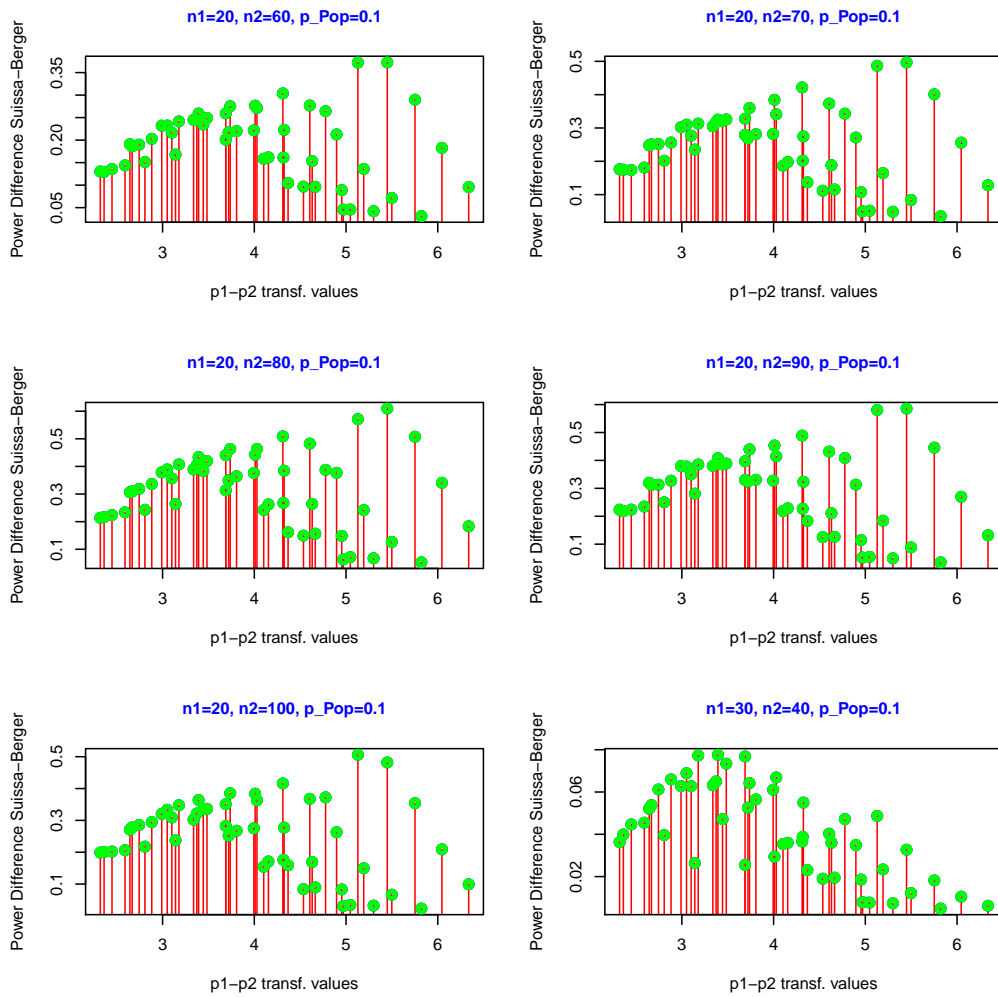 n1=20, n2=60, p_Pop=0.1
Power Difference Suissa−Berger
0.05 0.20 0.35
3 4 5 6
p1−p2 transf. values
n1=20, n2=70, p_Pop=0.1
Power Difference Suissa−Berger
0.1 0.3 0.5
3 4 5 6
p1−p2 transf. values
n1=20, n2=80, p_Pop=0.1
Power Difference Suissa−Berger
0.1 0.3 0.5
3 4 5 6
p1−p2 transf. values
n1=20, n2=90, p_Pop=0.1
Power Difference Suissa−Berger
0.1 0.3 0.5
3 4 5 6
p1−p2 transf. values
n1=20, n2=100, p_Pop=0.1
Power Difference Suissa−Berger
0.1 0.3 0.5
3 4 5 6
p1−p2 transf. values
n1=30, n2=40, p_Pop=0.1
Power Difference Suissa−Berger
0.02 0.06
3 4 5 6
p1−p2 transf. values